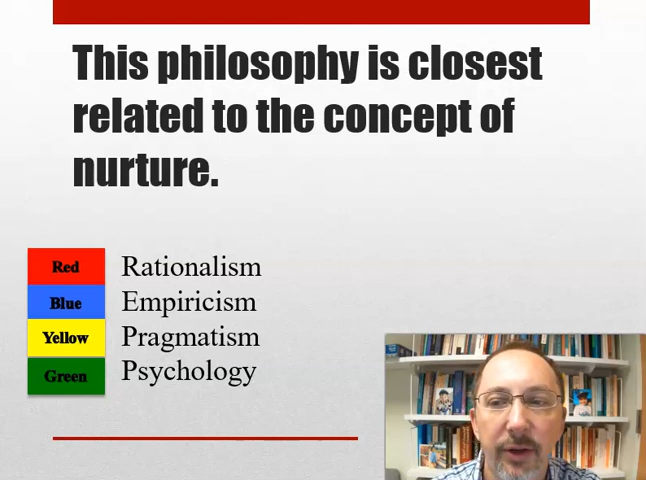 This philosophy is closest
related to the concept of
nurture.
Red Rationalism
Blue Empiricism
Yellow Pragmatism
Green Psychology